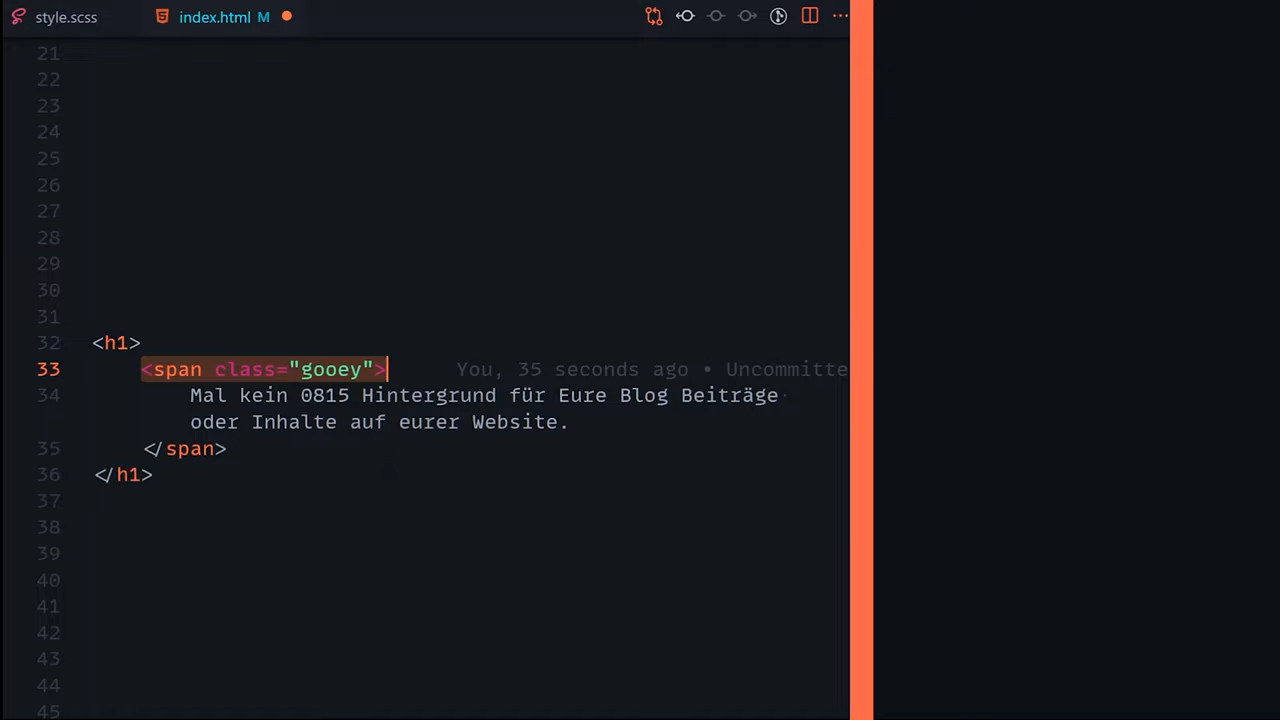 style.scss
index.html M
21
22
23
24
25
26
27
28
29
30
31
32 <h1>
33 <span class="gooey"> You, 35 seconds ago • Uncommitte
34 Mal kein 0815 Hintergrund für Eure Blog Beiträge
oder Inhalte auf eurer Website.
35 </span>
36 </h1>
37
38
39
40
41
42
43
44
45